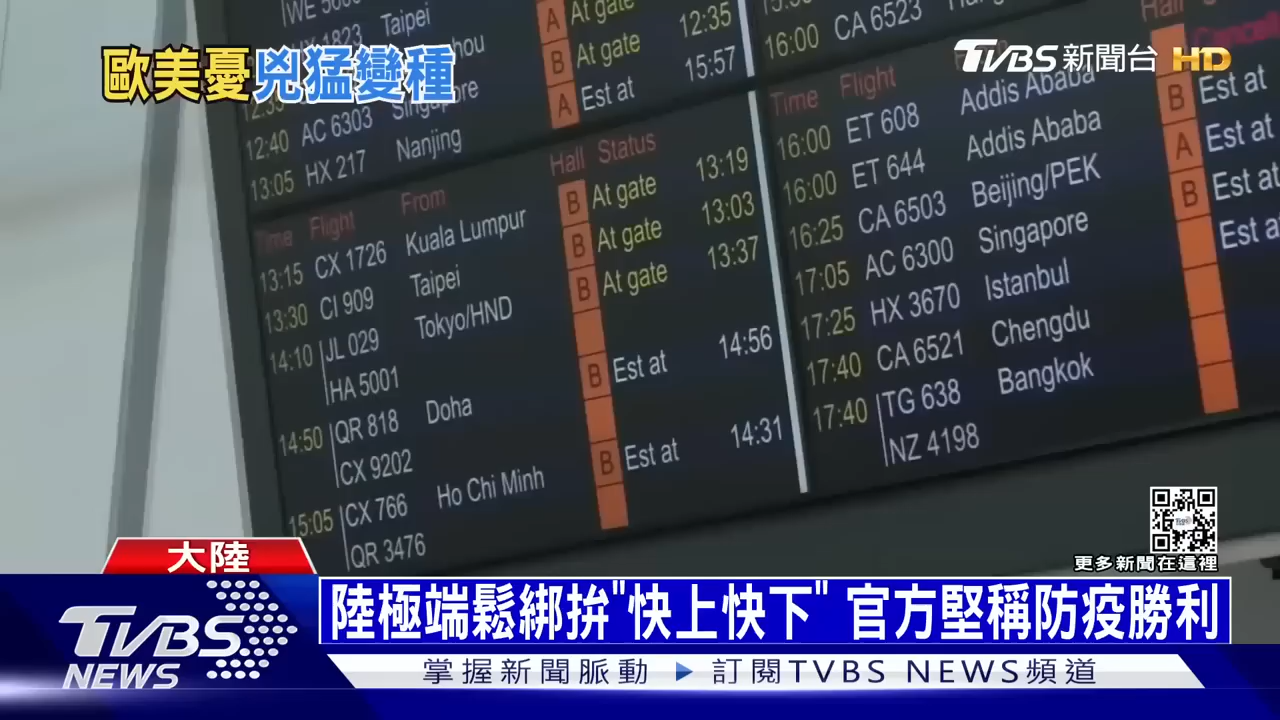 歐美憂兇猛變種
TVBS新聞台 HD
HX 1823 Taipei A At gate 12:35
B At gate 15:57
12:40 AC 6303 Singapore A Est at
13:05 HX 217 Nanjing
Time Flight From Hall Status
13:15 CX 1726 Kuala Lumpur B At gate 13:19
13:30 CI 909 Taipei B At gate 13:03
14:10 JL 029 Tokyo/HND B At gate 13:37
HA 5001
14:50 QR 818 Doha B Est at 14:56
CX 9202
15:05 CX 766 Ho Chi Minh B Est at 14:31
QR 3476
16:00 CA 6523
Time Flight Hall
16:00 ET 608 Addis Ababa B Est at
16:00 ET 644 Addis Ababa A Est at
16:25 CA 6503 Beijing/PEK B Est at
17:05 AC 6300 Singapore Est a
17:25 HX 3670 Istanbul
17:40 CA 6521 Chengdu
17:40 TG 638 Bangkok
NZ 4198
更多新聞在這裡
大陸
TVBS NEWS
陸極端鬆綁拚"快上快下" 官方堅稱防疫勝利
掌握新聞脈動 ▶ 訂閱TVBS NEWS頻道